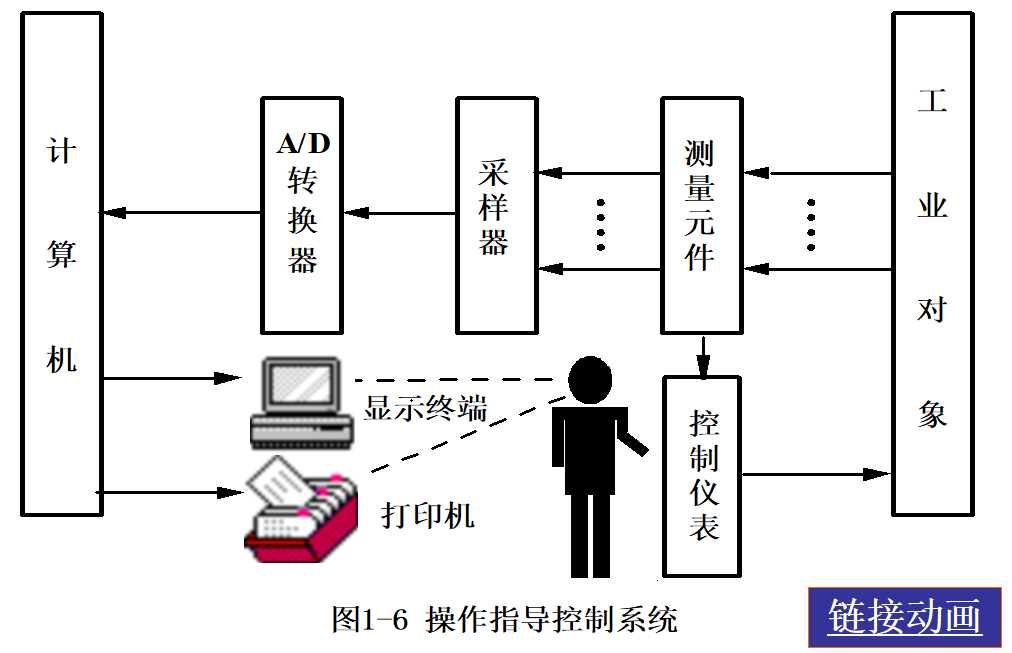 计算机
A/D转换器
采样器
测量元件
工业对象
显示终端
打印机
控制仪表
图1-6 操作指导控制系统
链接动画